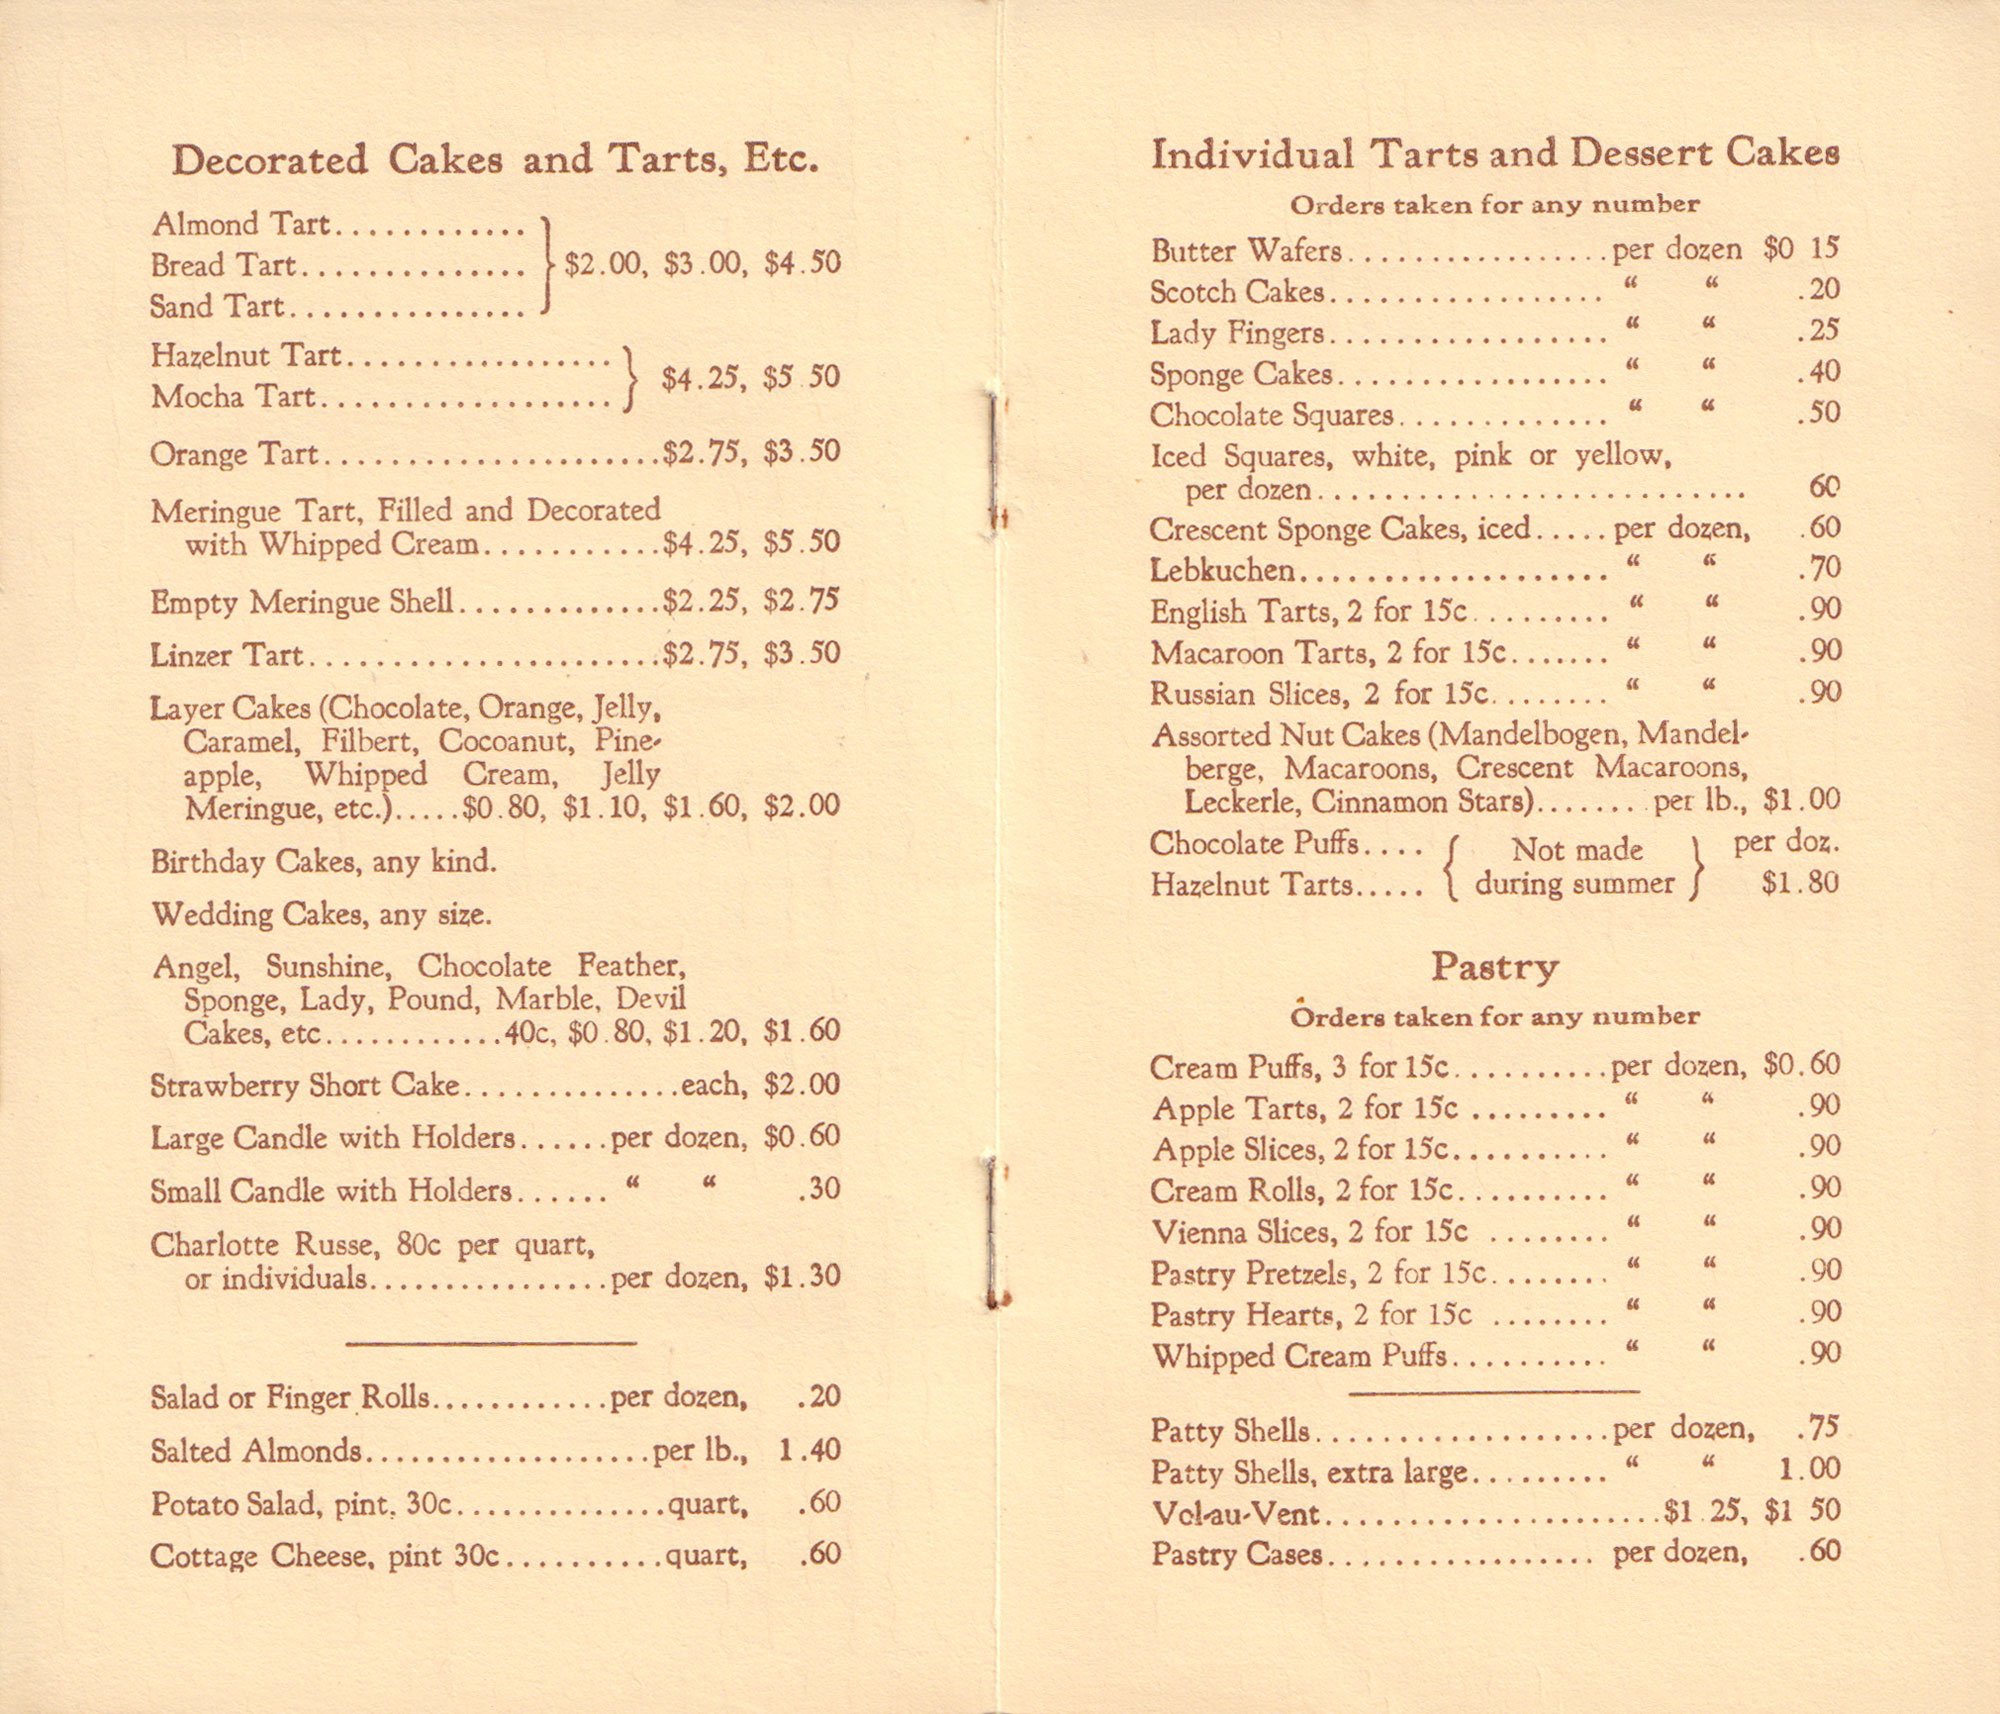 Decorated Cakes and Tarts, Etc.
Almond Tart............
Bread Tart.............. } $2.00, $3.00, $4.50
Sand Tart...............
Hazelnut Tart................. } $4.25, $5 50
Mocha Tart...................
Orange Tart......................$2.75, $3.50
Meringue Tart, Filled and Decorated
with Whipped Cream............$4.25, $5.50
Empty Meringue Shell.............$2.25, $2.75
Linzer Tart.......................$2.75, $3.50
Layer Cakes (Chocolate, Orange, Jelly,
Caramel, Filbert, Cocoanut, Pine-
apple, Whipped Cream, Jelly
Meringue, etc.).....$0.80, $1.10, $1.60, $2.00
Birthday Cakes, any kind.
Wedding Cakes, any size.
Angel, Sunshine, Chocolate Feather,
Sponge, Lady, Pound, Marble, Devil
Cakes, etc............40c, $0.80, $1.20, $1.60
Strawberry Short Cake..............each, $2.00
Large Candle with Holders......per dozen, $0.60
Small Candle with Holders...... “ “ .30
Charlotte Russe, 80c per quart,
or individuals................per dozen, $1.30
Salad or Finger Rolls............per dozen, .20
Salted Almonds...................per lb., 1.40
Potato Salad, pint, 30c..............quart, .60
Cottage Cheese, pint 30c...........quart, .60
Individual Tarts and Dessert Cakes
Orders taken for any number
Butter Wafers.................per dozen $0 15
Scotch Cakes.................. “ “ .20
Lady Fingers.................. “ “ .25
Sponge Cakes.................. “ “ .40
Chocolate Squares.............. “ “ .50
Iced Squares, white, pink or yellow,
per dozen.......................... 60
Crescent Sponge Cakes, iced.....per dozen, .60
Lebkuchen.................... “ “ .70
English Tarts, 2 for 15c......... “ “ .90
Macaroon Tarts, 2 for 15c....... “ “ .90
Russian Slices, 2 for 15c........ “ “ .90
Assorted Nut Cakes (Mandelbogen, Mandel-
berge, Macaroons, Crescent Macaroons,
Leckerle, Cinnamon Stars)........per lb., $1.00
Chocolate Puffs.... { Not made } per doz.
Hazelnut Tarts..... { during summer } $1.80
Pastry
Orders taken for any number
Cream Puffs, 3 for 15c..........per dozen, $0.60
Apple Tarts, 2 for 15c ......... “ “ .90
Apple Slices, 2 for 15c.......... “ “ .90
Cream Rolls, 2 for 15c.......... “ “ .90
Vienna Slices, 2 for 15c ........ “ “ .90
Pastry Pretzels, 2 for 15c........ “ “ .90
Pastry Hearts, 2 for 15c ........ “ “ .90
Whipped Cream Puffs.......... “ “ .90
Patty Shells...................per dozen, .75
Patty Shells, extra large......... “ “ 1.00
Vol-au-Vent......................$1.25, $1 50
Pastry Cases................. per dozen, .60